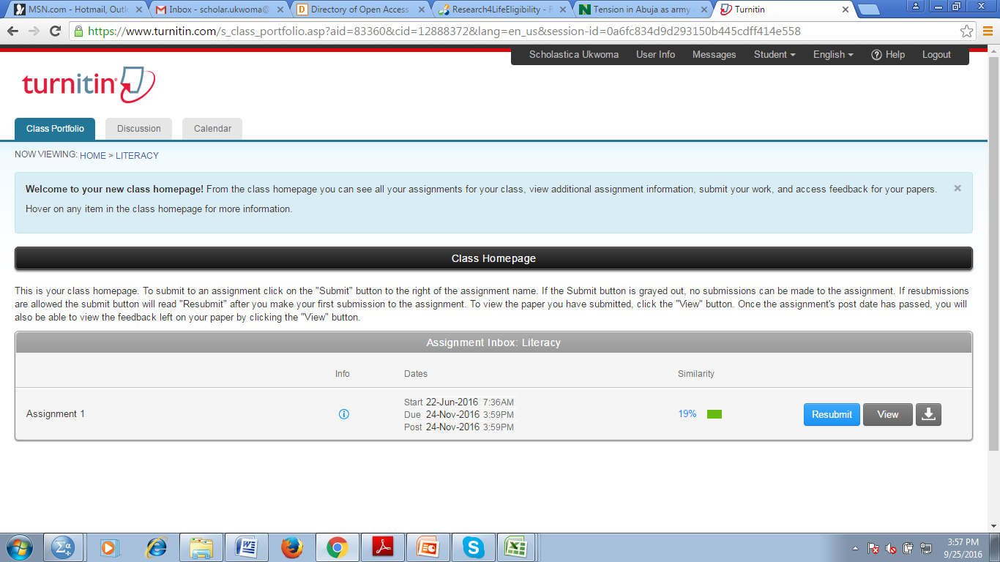 MSN.com - Hotmail, Outl
Inbox - scholar.ukwoma@
Directory of Open Access
Research4LifeEligibility - R
Tension in Abuja as army
Turnitin
https://www.turnitin.com/s_class_portfolio.asp?aid=83360&cid=12888372&lang=en_us&session-id=0a6fc834d9d293150b445cdff414e558
Scholastica Ukwoma User Info Messages Student English Help Logout
turnitin
Class Portfolio Discussion Calendar
NOW VIEWING: HOME > LITERACY
Welcome to your new class homepage! From the class homepage you can see all your assignments for your class, view additional assignment information, submit your work, and access feedback for your papers.
Hover on any item in the class homepage for more information.
Class Homepage
This is your class homepage. To submit to an assignment click on the "Submit" button to the right of the assignment name. If the Submit button is grayed out, no submissions can be made to the assignment. If resubmissions
are allowed the submit button will read "Resubmit" after you make your first submission to the assignment. To view the paper you have submitted, click the "View" button. Once the assignment's post date has passed, you will
also be able to view the feedback left on your paper by clicking the "View" button.
Assignment Inbox: Literacy
Info Dates Similarity
Assignment 1
Start 22-Jun-2016 7:36AM
Due 24-Nov-2016 3:59PM
Post 24-Nov-2016 3:59PM
19%
Resubmit View
3:57 PM
9/25/2016